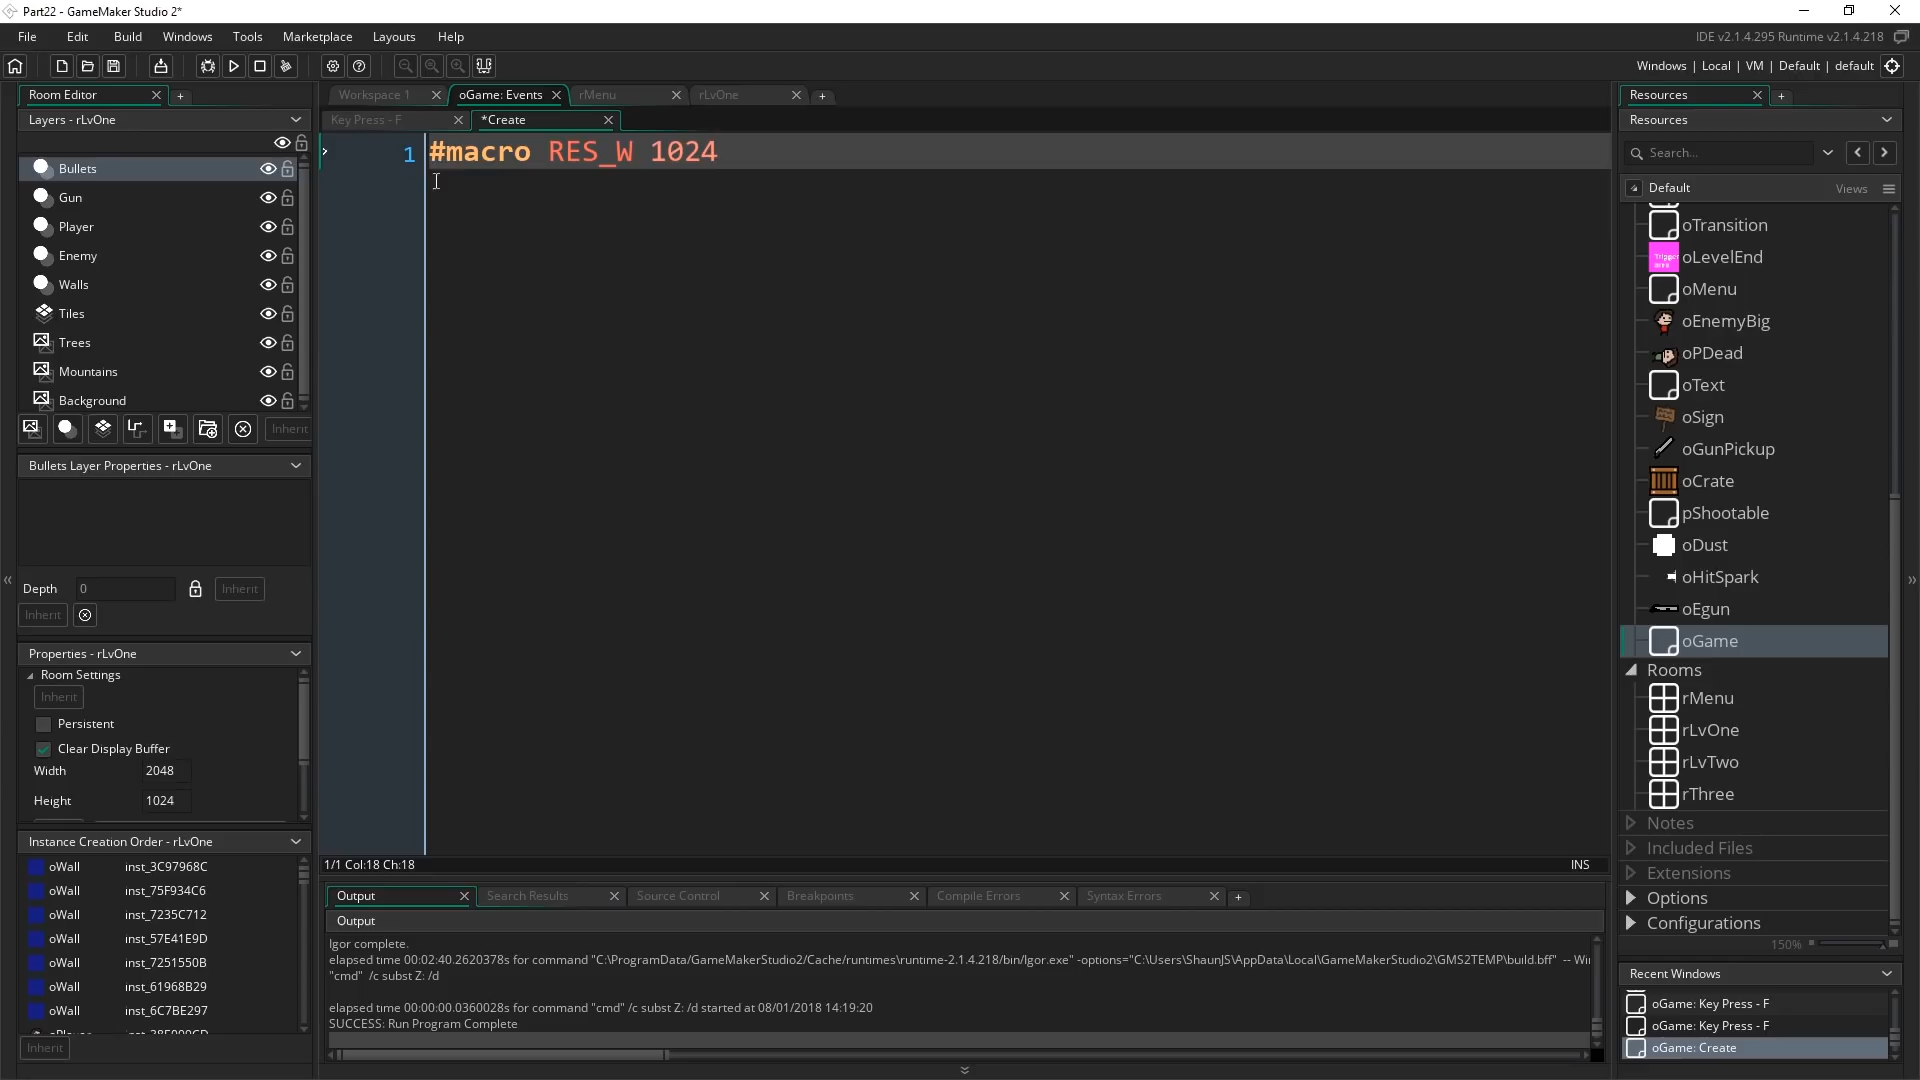 Part22 - GameMaker Studio 2*
File Edit Build Windows Tools Marketplace Layouts Help
IDE v2.1.4.295 Runtime v2.1.4.218
Windows | Local | VM | Default | default
Room Editor
Layers - rLvOne
Bullets
Gun
Player
Enemy
Walls
Tiles
Trees
Mountains
Background
Inherit
Bullets Layer Properties - rLvOne
Depth 0 Inherit
Inherit
Properties - rLvOne
Room Settings
Inherit
Persistent
Clear Display Buffer
Width 2048
Height 1024
Instance Creation Order - rLvOne
oWall inst_3C97968C
oWall inst_75F934C6
oWall inst_7235C712
oWall inst_57E41E9D
oWall inst_7251550B
oWall inst_61968B29
oWall inst_6C7BE297
Inherit
Workspace 1 oGame: Events rMenu rLvOne
Key Press - F *Create
1 #macro RES_W 1024
1/1 Col:18 Ch:18 INS
Output Search Results Source Control Breakpoints Compile Errors Syntax Errors
Output
Igor complete.
elapsed time 00:02:40.2620378s for command "C:\ProgramData/GameMakerStudio2/Cache/runtimes\runtime-2.1.4.218/bin/Igor.exe" -options="C:\Users\ShaunJS\AppData\Local\GameMakerStudio2\GMS2TEMP\build.bff" -- Wi
"cmd" /c subst Z: /d
elapsed time 00:00:00.0360028s for command "cmd" /c subst Z: /d started at 08/01/2018 14:19:20
SUCCESS: Run Program Complete
Resources
Resources
Search...
Default Views
oTransition
oLevelEnd
oMenu
oEnemyBig
oPDead
oText
oSign
oGunPickup
oCrate
pShootable
oDust
oHitSpark
oEgun
oGame
Rooms
rMenu
rLvOne
rLvTwo
rThree
Notes
Included Files
Extensions
Options
Configurations
150%
Recent Windows
oGame: Key Press - F
oGame: Key Press - F
oGame: Create